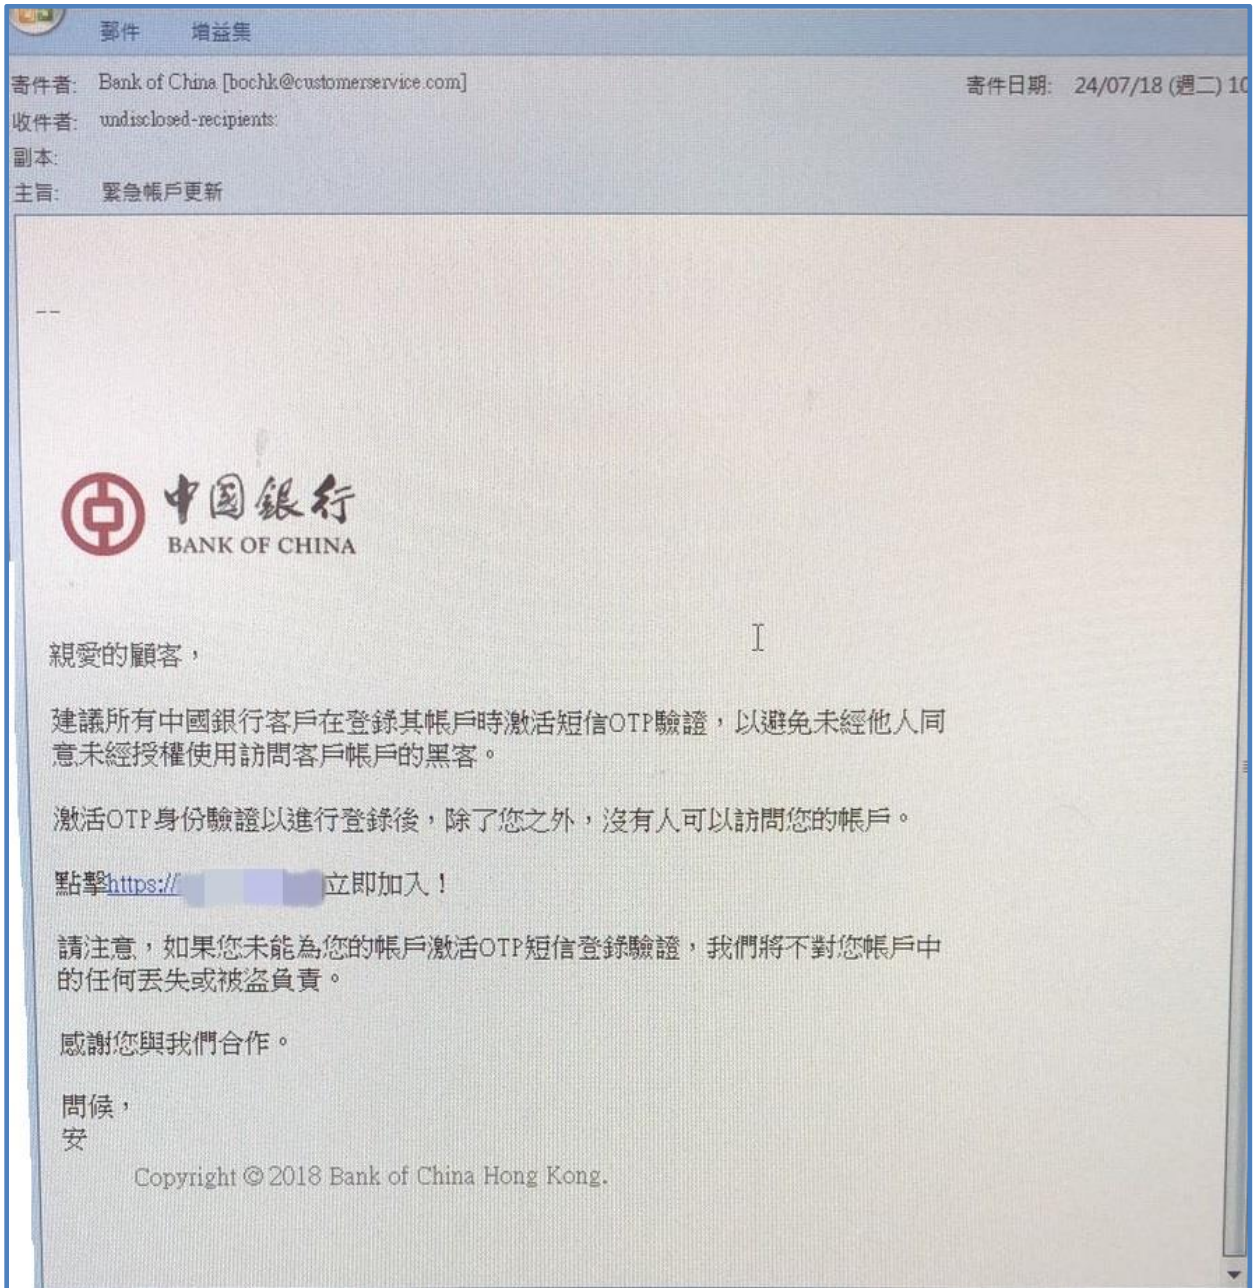 郵件 增益集
寄件者: Bank of China [bochk@customerservice.com] 寄件日期: 24/07/18 (週二) 10
收件者: undisclosed-recipients:
副本:
主旨: 緊急帳戶更新
--
中国銀行
BANK OF CHINA
親愛的顧客，
建議所有中國銀行客戶在登錄其帳戶時激活短信OTP驗證，以避免未經他人同
意未經授權使用訪問客戶帳戶的黑客。
激活OTP身份驗證以進行登錄後，除了您之外，沒有人可以訪問您的帳戶。
點擊https:// 立即加入！
請注意，如果您未能為您的帳戶激活OTP短信登錄驗證，我們將不對您帳戶中
的任何丟失或被盜負責。
感謝您與我們合作。
問候，
安
Copyright © 2018 Bank of China Hong Kong.